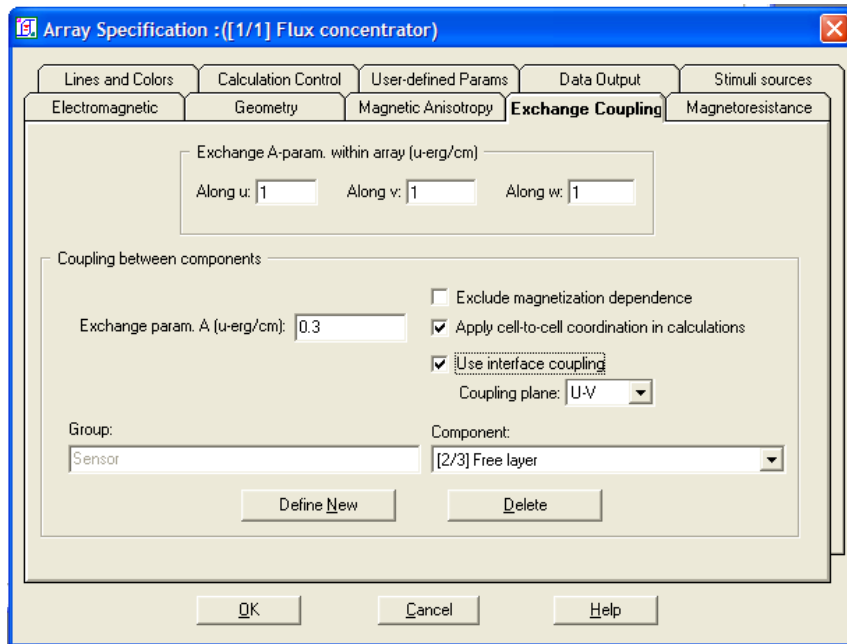 Array Specification :([1/1] Flux concentrator)
Lines and Colors Calculation Control User-defined Params Data Output Stimuli sources
Electromagnetic Geometry Magnetic Anisotropy Exchange Coupling Magnetoresistance
Exchange A-param. within array (u-erg/cm)
Along u: 1 Along v: 1 Along w: 1
Coupling between components
Exclude magnetization dependence
Exchange param. A (u-erg/cm): 0.3
Apply cell-to-cell coordination in calculations
Use interface coupling
Coupling plane: U-V
Group:
Component:
Sensor
[2/3] Free layer
Define New Delete
OK Cancel Help